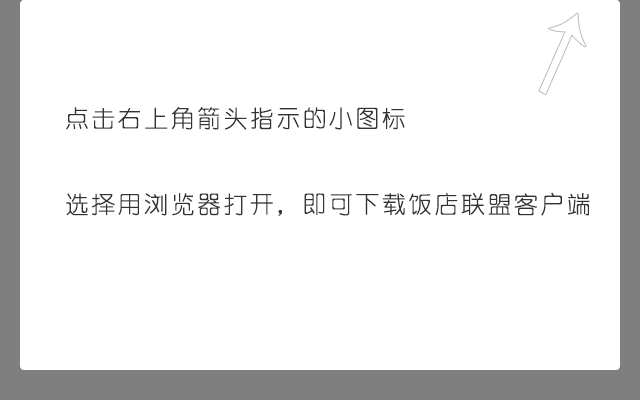 点击右上角箭头指示的小图标
选择用浏览器打开，即可下载饭店联盟客户端